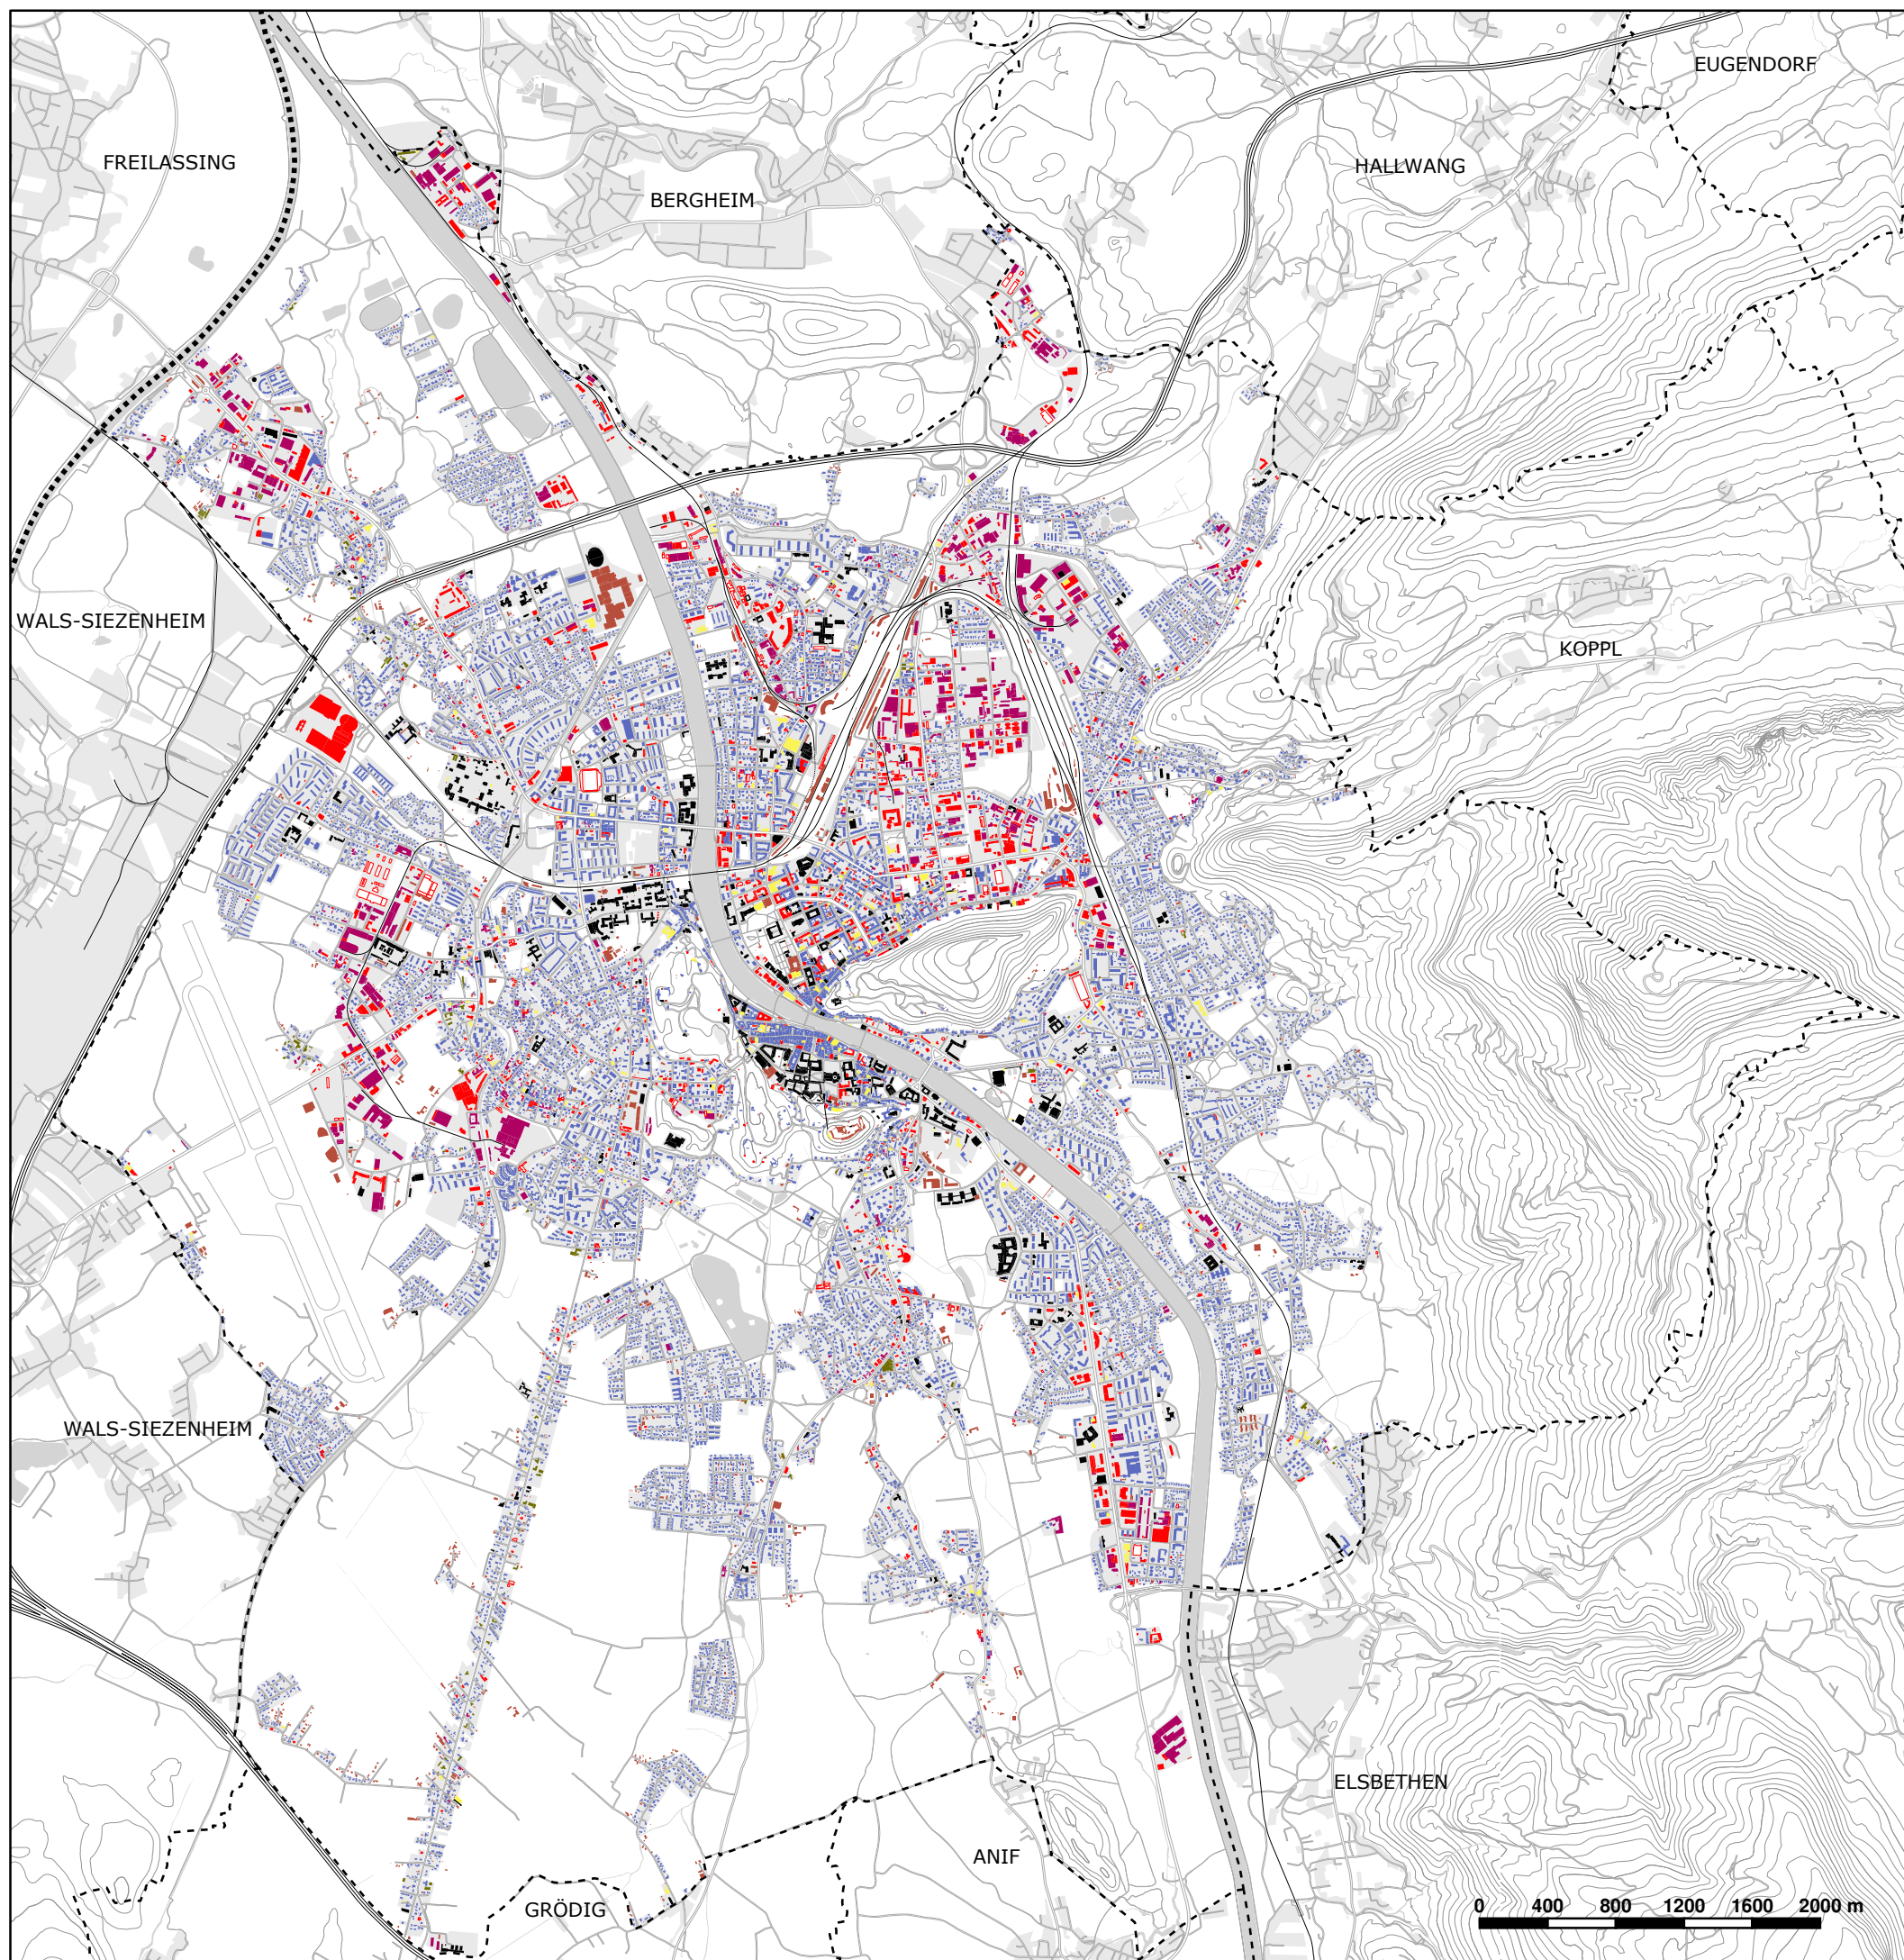 EUGENDORF
FREILASSING
HALLWANG
BERGHEIM
WALS-SIEZENHEIM
KOPPL
WALS-SIEZENHEIM
ELSBETHEN
ANIF
GRÖDIG
0 400 800 1200 1600 2000 m